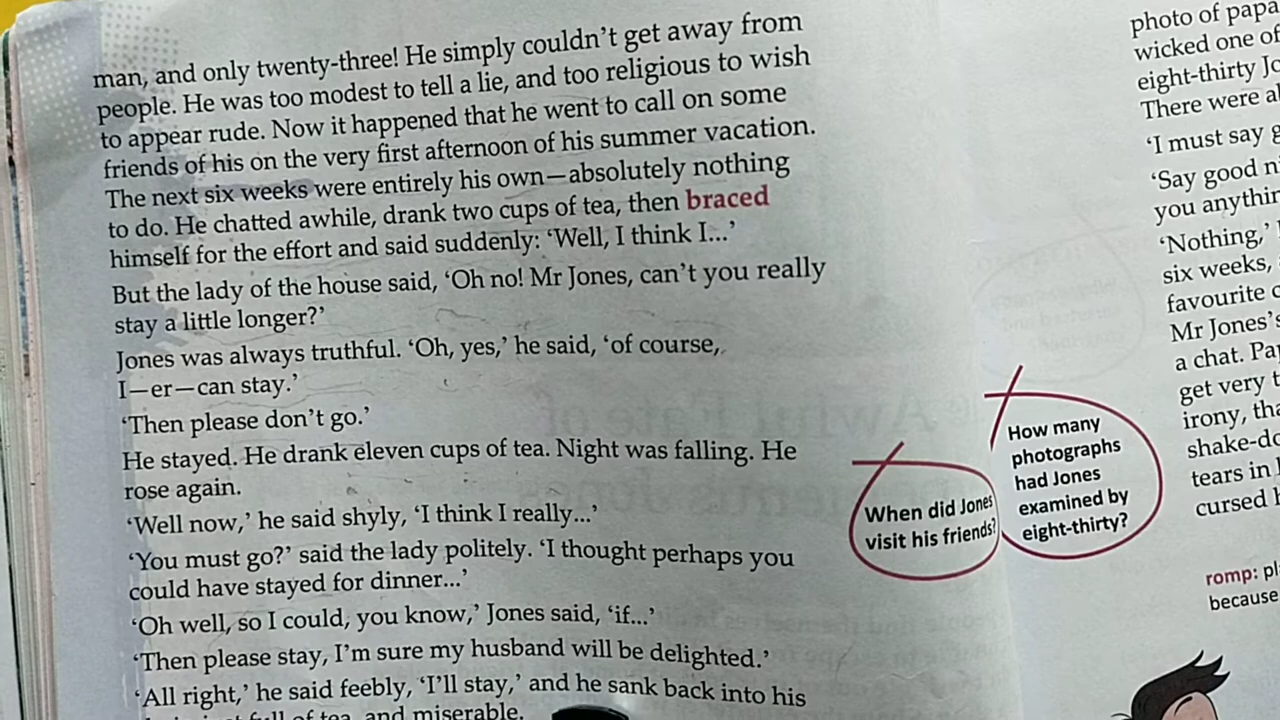 man, and only twenty-three! He simply couldn't get away from
people. He was too modest to tell a lie, and too religious to wish
to appear rude. Now it happened that he went to call on some
friends of his on the very first afternoon of his summer vacation.
The next six weeks were entirely his own—absolutely nothing
to do. He chatted awhile, drank two cups of tea, then braced
himself for the effort and said suddenly: 'Well, I think I...'
But the lady of the house said, 'Oh no! Mr Jones, can't you really
stay a little longer?'
Jones was always truthful. 'Oh, yes,' he said, 'of course,
I—er—can stay.'
'Then please don't go.'
He stayed. He drank eleven cups of tea. Night was falling. He
rose again.
'Well now,' he said shyly, 'I think I really...'
'You must go?' said the lady politely. 'I thought perhaps you
could have stayed for dinner...'
'Oh well, so I could, you know,' Jones said, 'if...'
'Then please stay, I'm sure my husband will be delighted.'
'All right,' he said feebly, 'I'll stay,' and he sank back into his
full of tea, and miserable.
When did Jones
visit his friends?
How many
photographs
had Jones
examined by
eight-thirty?
photo of papa
wicked one of
eight-thirty
There were
'I must say
'Say good
you
'Nothing,'
six weeks,
favourite
Mr Jones's
a chat.
get very
irony,
tears in
cursed
romp:
because